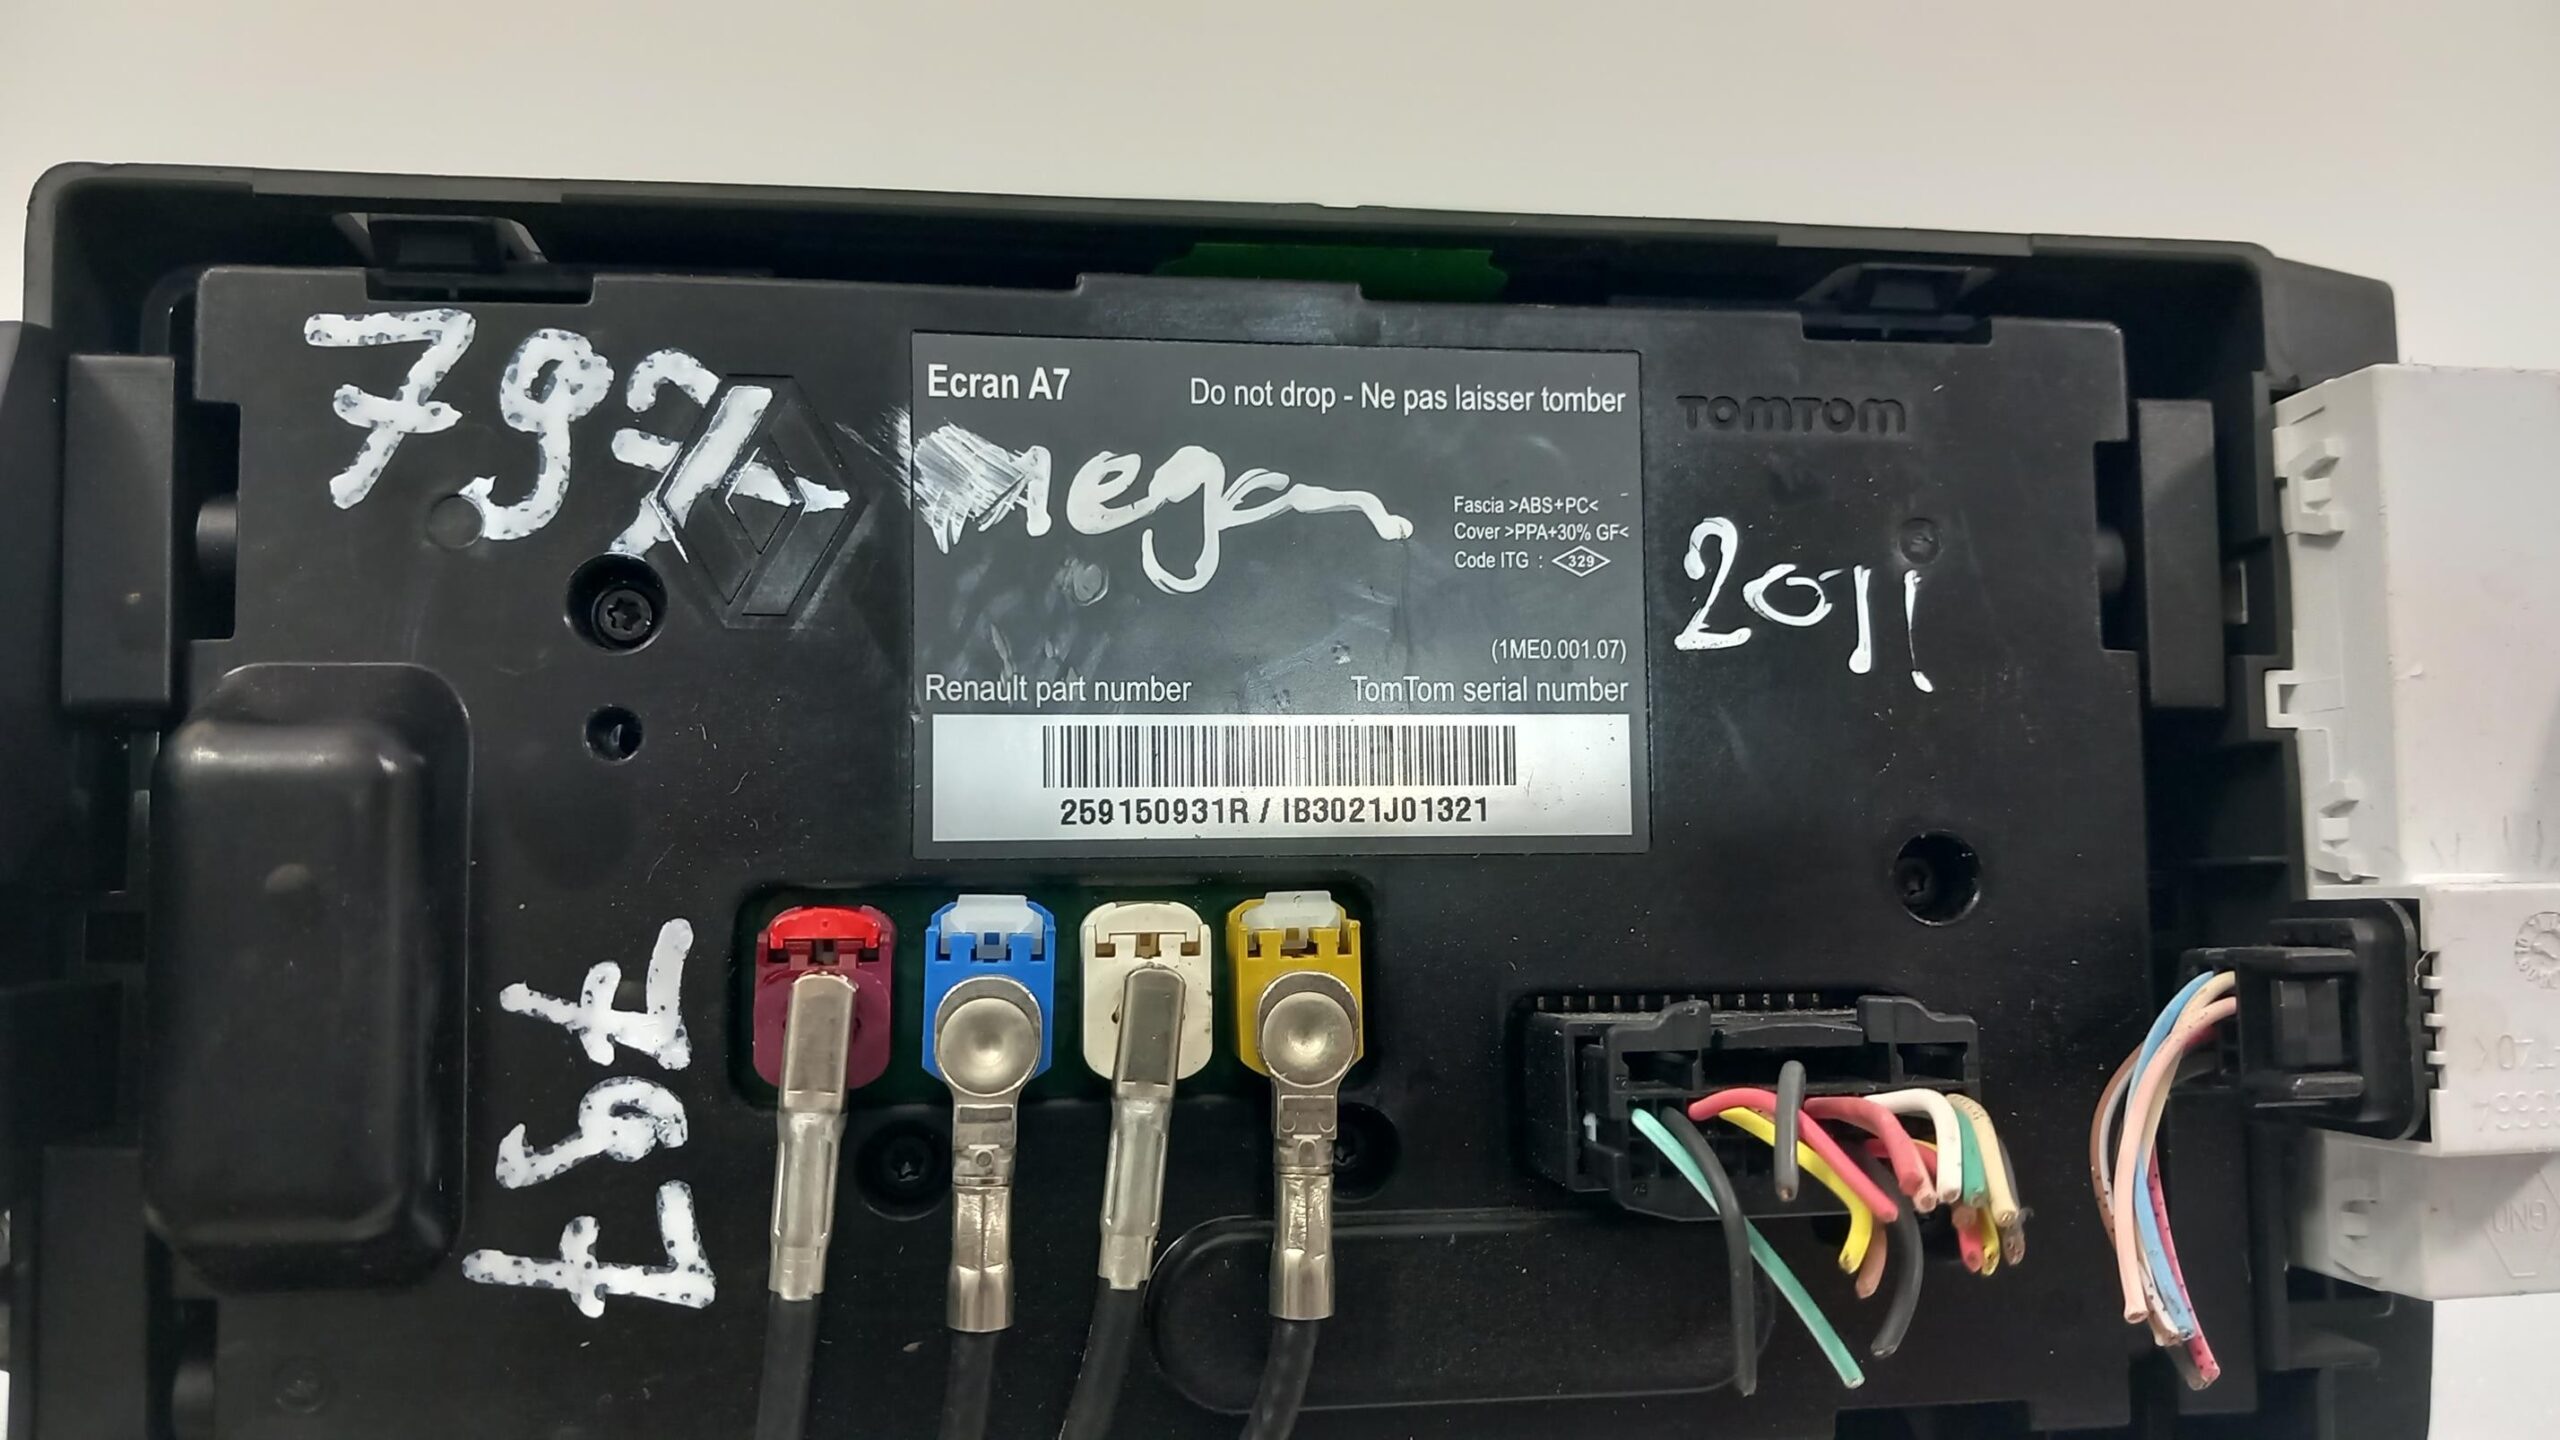 797
Ecran A7
Do not drop - Ne pas laisser tomber
TOMTOM
Megan
Fascia >ABS+PC<
Cover >PPA+30% GF<
Code ITG : 329
2011
(1ME0.001.07)
Renault part number
TomTom serial number
259150931R / IB3021J01321
797